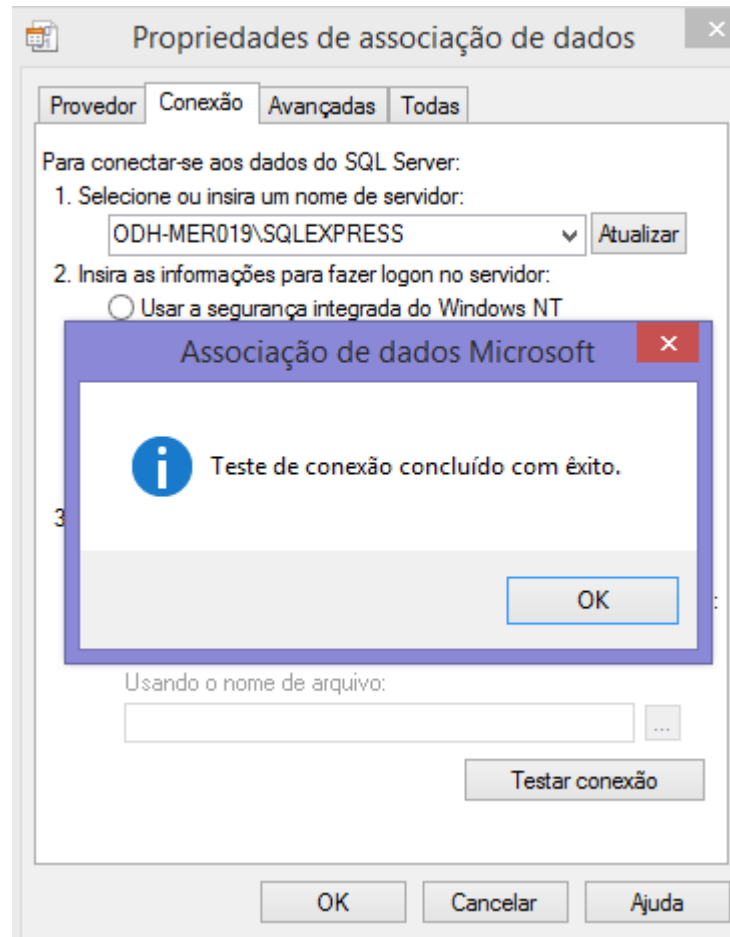 Propriedades de associação de dados
Provedor Conexão Avançadas Todas
Para conectar-se aos dados do SQL Server:
1. Selecione ou insira um nome de servidor:
ODH-MER019\SQLEXPRESS Atualizar
2. Insira as informações para fazer logon no servidor:
Usar a segurança integrada do Windows NT
Associação de dados Microsoft
Teste de conexão concluído com êxito.
3
OK
:
Usando o nome de arquivo:
...
Testar conexão
OK Cancelar Ajuda